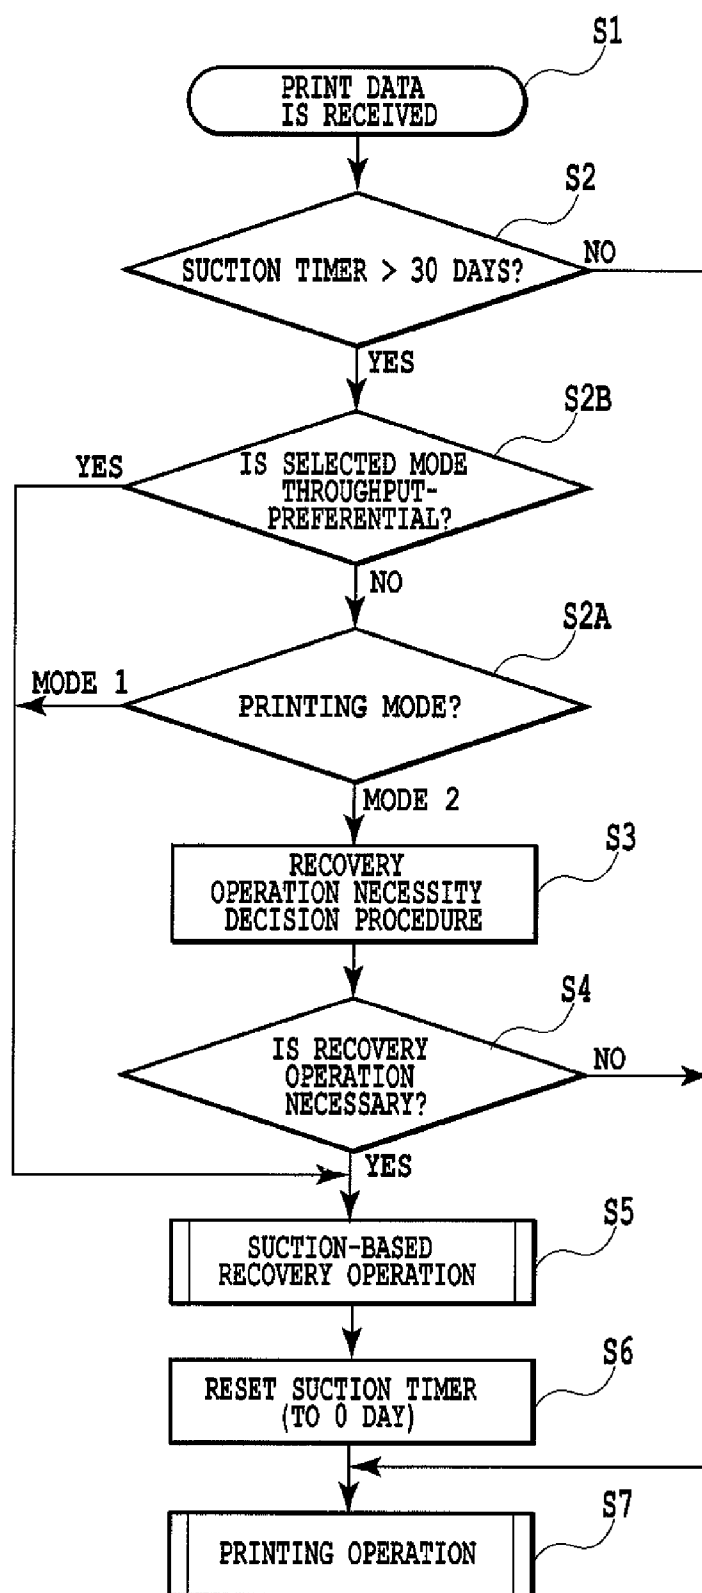 S1
PRINT DATA
IS RECEIVED
S2
SUCTION TIMER > 30 DAYS?
NO
YES
S2B
YES
IS SELECTED MODE
THROUGHPUT-
PREFERENTIAL?
NO
S2A
MODE 1
PRINTING MODE?
MODE 2
S3
RECOVERY
OPERATION NECESSITY
DECISION PROCEDURE
S4
IS RECOVERY
OPERATION
NECESSARY?
NO
YES
S5
SUCTION-BASED
RECOVERY OPERATION
S6
RESET SUCTION TIMER
(TO 0 DAY)
S7
PRINTING OPERATION